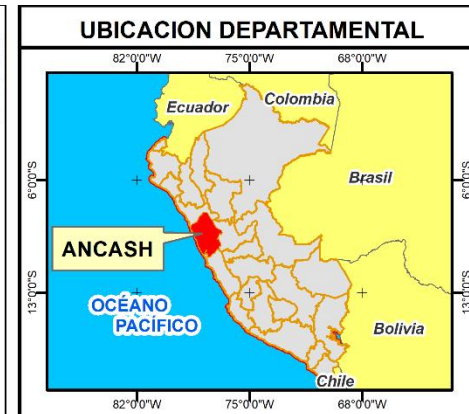 UBICACION DEPARTAMENTAL
82°0'0"W 75°0'0"W 68°0'0"W
Ecuador
Colombia
6°0'0"S
Brasil
6°0'0"S
ANCASH
OCÉANO
PACÍFICO
13°0'0"S
13°0'0"S
Bolivia
Chile
82°0'0"W 75°0'0"W 68°0'0"W